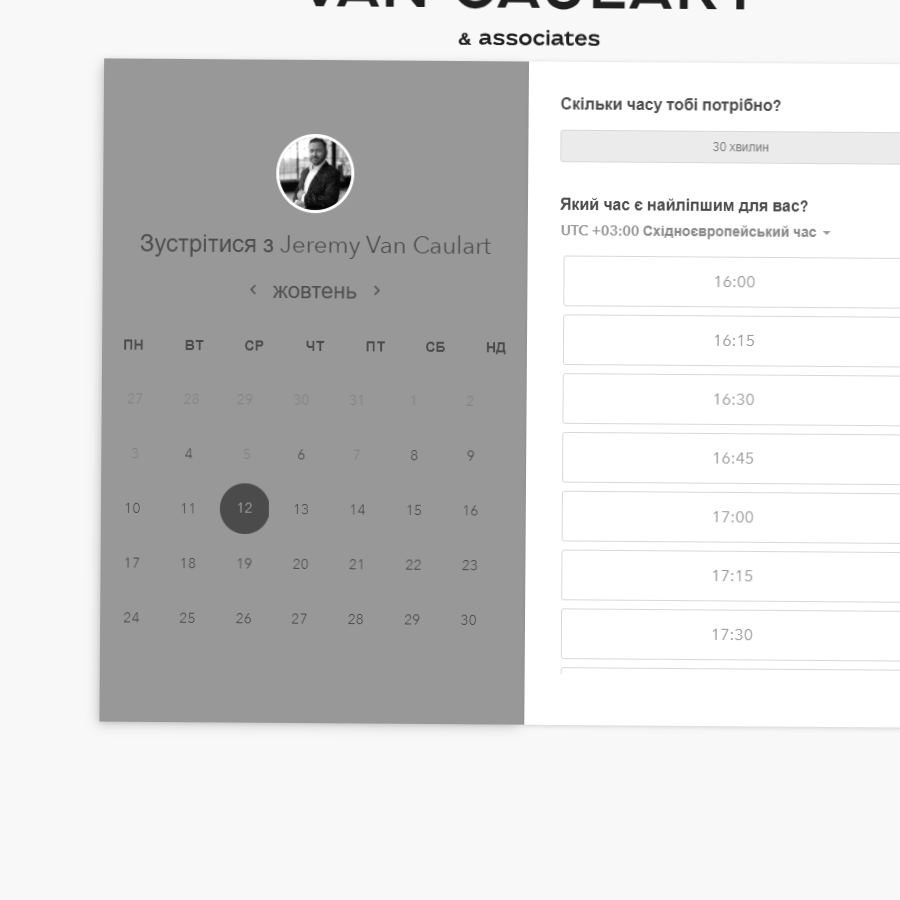 VAN CAULART
& associates
Зустрітися з Jeremy Van Caulart
жовтень
ПН ВТ СР ЧТ ПТ СБ НД
27 28 29 30 31 1 2
3 4 5 6 7 8 9
10 11 12 13 14 15 16
17 18 19 20 21 22 23
24 25 26 27 28 29 30
Скільки часу тобі потрібно?
30 хвилин
Який час є найліпшим для вас?
UTC +03:00 Східноєвропейський час
16:00
16:15
16:30
16:45
17:00
17:15
17:30